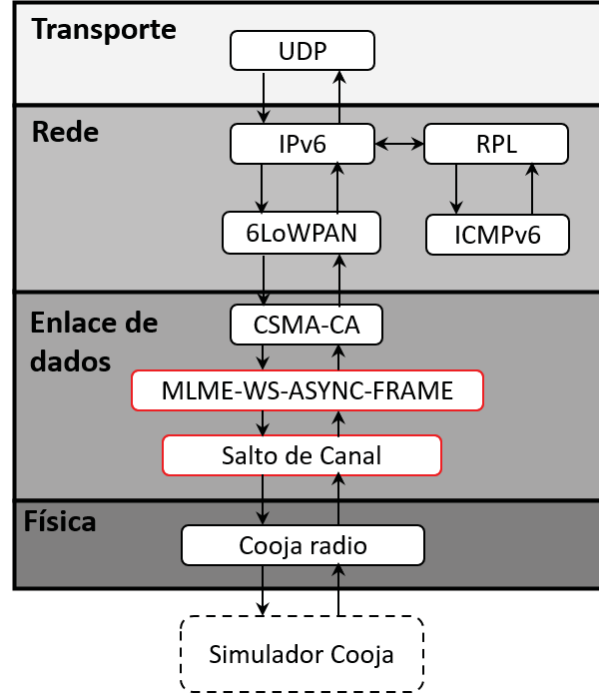 Transporte
UDP
Rede
IPv6
RPL
6LoWPAN
ICMPv6
Enlace de
dados
CSMA-CA
MLME-WS-ASYNC-FRAME
Salto de Canal
Física
Cooja radio
Simulador Cooja